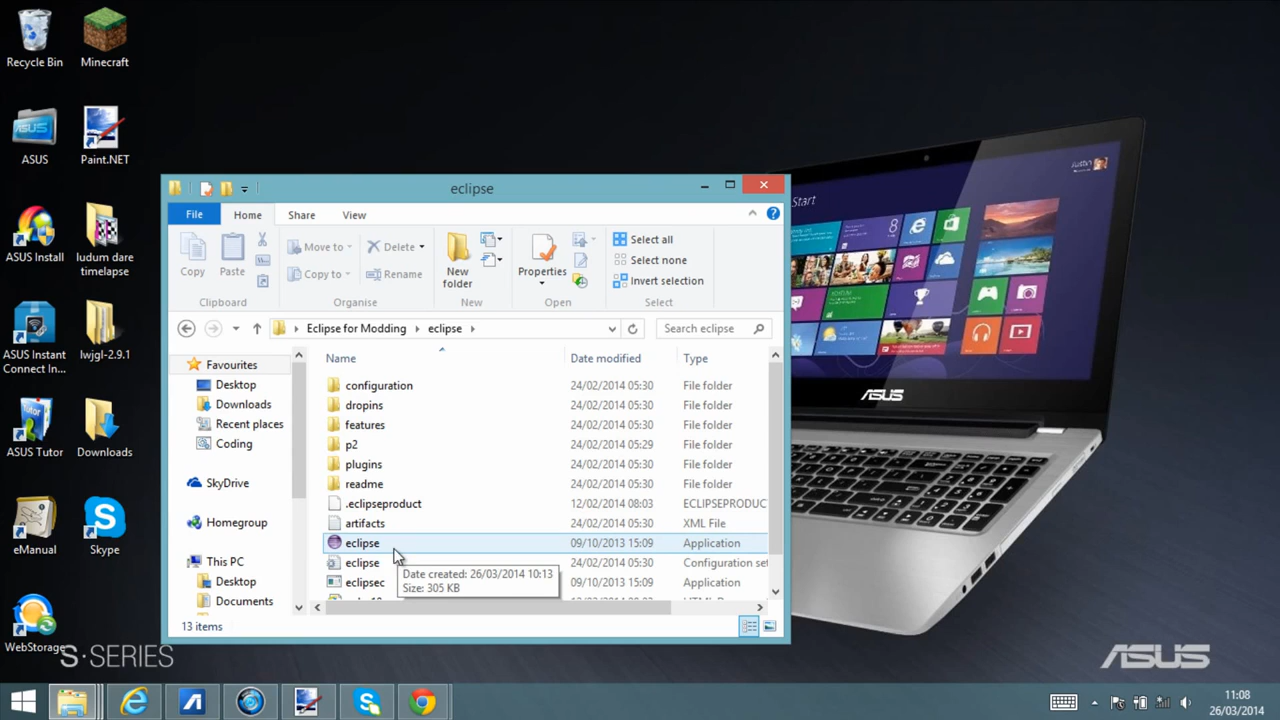 Recycle Bin
Minecraft
ASUS
ASUS
Paint.NET
ASUS Install
ludum dare
timelapse
ASUS Instant
Connect In...
lwjgl-2.9.1
Tutor
ASUS Tutor
Downloads
eManual
Skype
WebStorage
S·SERIES
eclipse
File
Home
Share
View
Copy
Paste
Move to
Copy to
Delete
Rename
New
folder
Properties
Select all
Select none
Invert selection
Clipboard
Organise
New
Open
Select
Eclipse for Modding
eclipse
Search eclipse
Favourites
Desktop
Downloads
Recent places
Coding
SkyDrive
Homegroup
This PC
Desktop
Documents
Name
Date modified
Type
configuration 24/02/2014 05:30 File folder
dropins 24/02/2014 05:30 File folder
features 24/02/2014 05:30 File folder
p2 24/02/2014 05:29 File folder
plugins 24/02/2014 05:30 File folder
readme 24/02/2014 05:30 File folder
.eclipseproduct 12/02/2014 08:03 ECLIPSEPRODUC
artifacts 24/02/2014 05:30 XML File
eclipse 09/10/2013 15:09 Application
eclipse Configuration set
eclipsec 09/10/2013 15:09 Application
Date created: 26/03/2014 10:13
Size: 305 KB
13 items
Start
ASUS
ASUS
11:08
26/03/2014